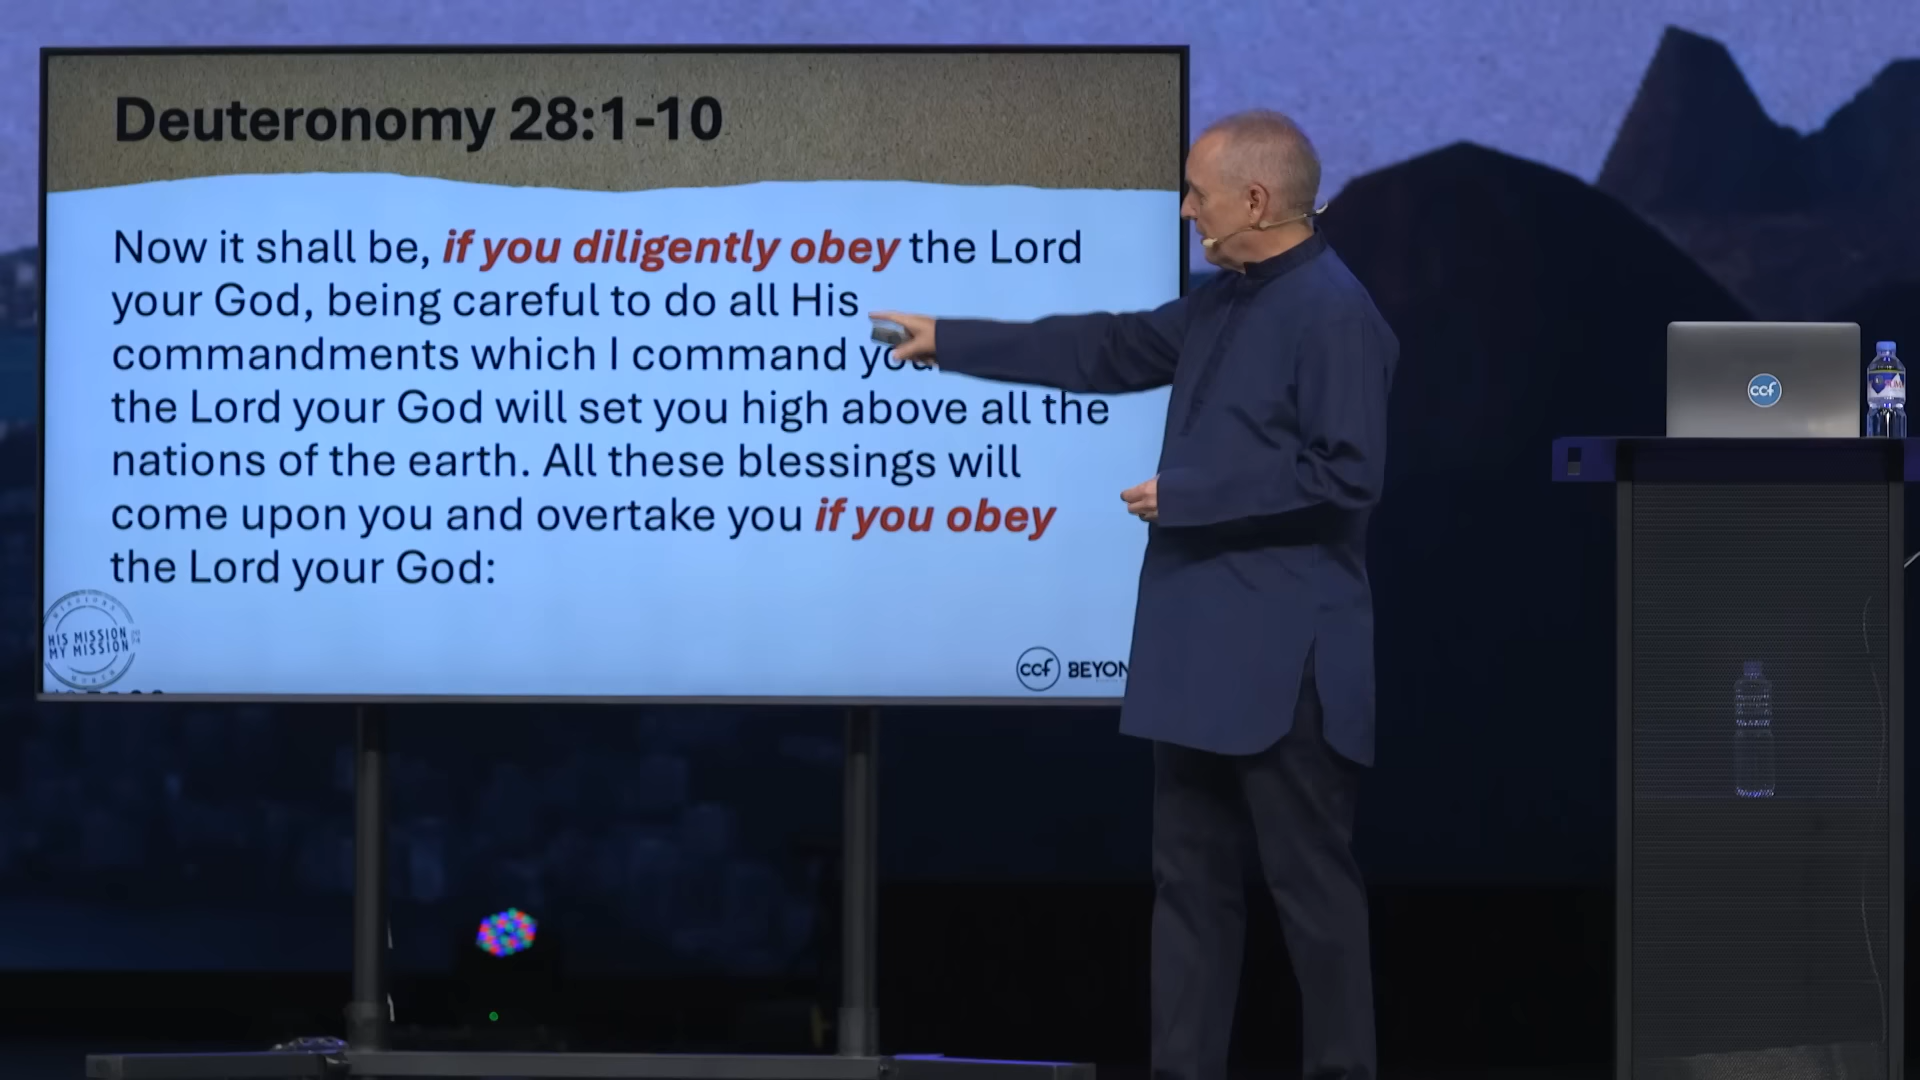 Deuteronomy 28:1-10
Now it shall be, if you diligently obey the Lord
your God, being careful to do all His
commandments which I command you
the Lord your God will set you high above all the
nations of the earth. All these blessings will
come upon you and overtake you if you obey
the Lord your God:
HIS MISSION
MY MISSION
ccf BEYON
ccf